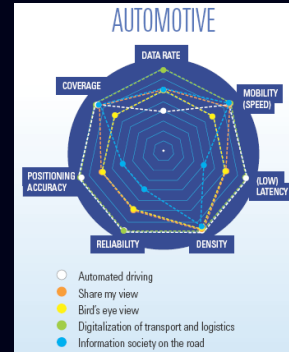 AUTOMOTIVE
DATA RATE
COVERAGE
MOBILITY
(SPEED)
POSITIONING
ACCURACY
(LOW)
LATENCY
RELIABILITY
DENSITY
Automated driving
Share my view
Bird's eye view
Digitalization of transport and logistics
Information society on the road